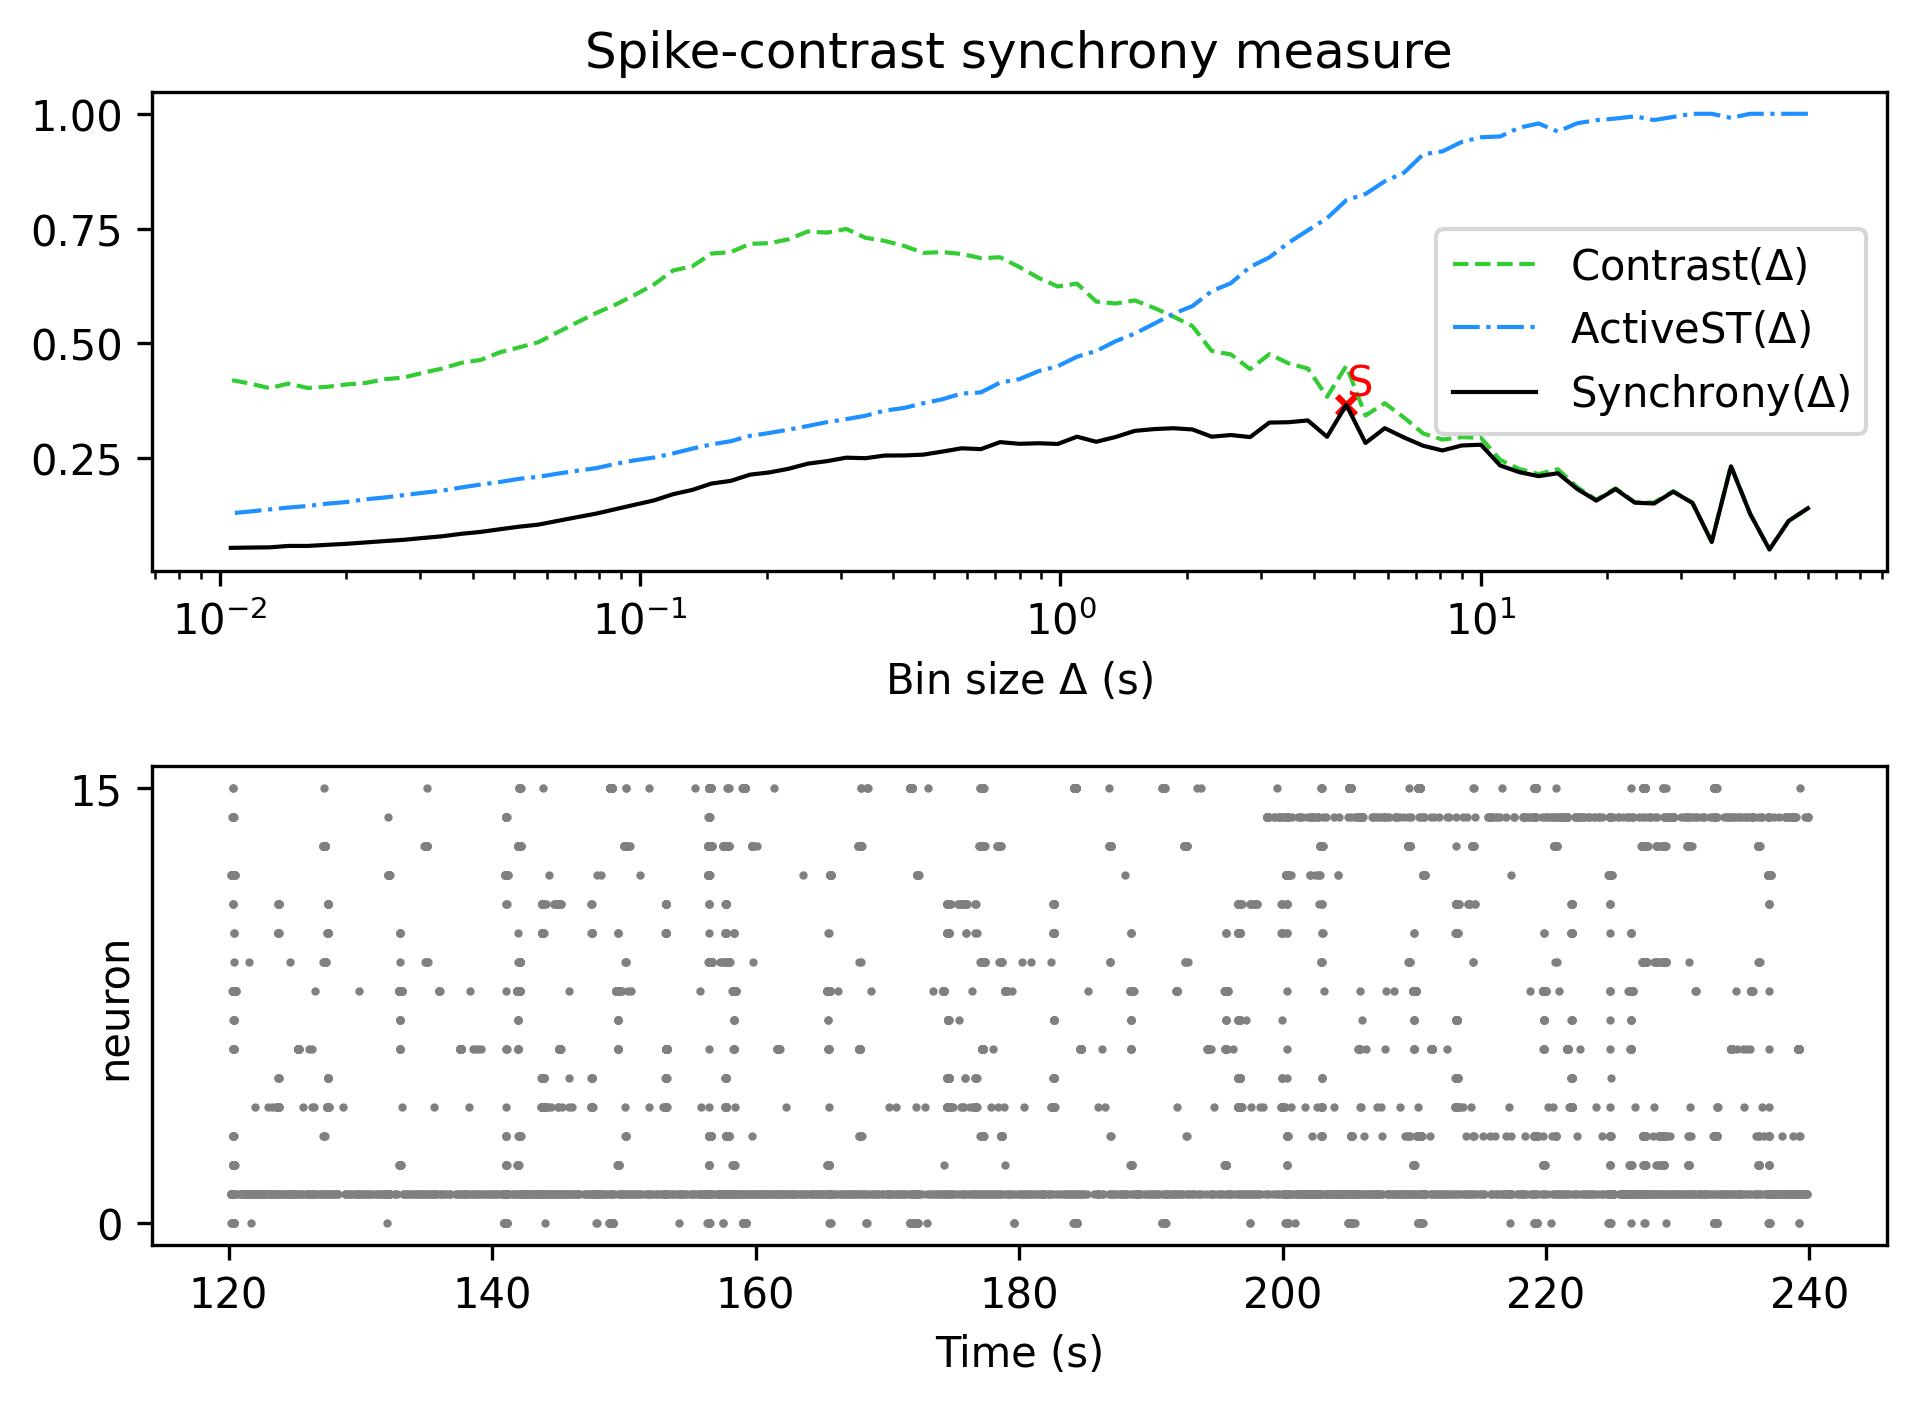 Spike-contrast synchrony measure
1.00
0.75
0.50
0.25
Contrast(Δ)
ActiveST(Δ)
Synchrony(Δ)
S
10⁻² 10⁻¹ 10⁰ 10¹
Bin size Δ (s)
15
neuron
0
120 140 160 180 200 220 240
Time (s)